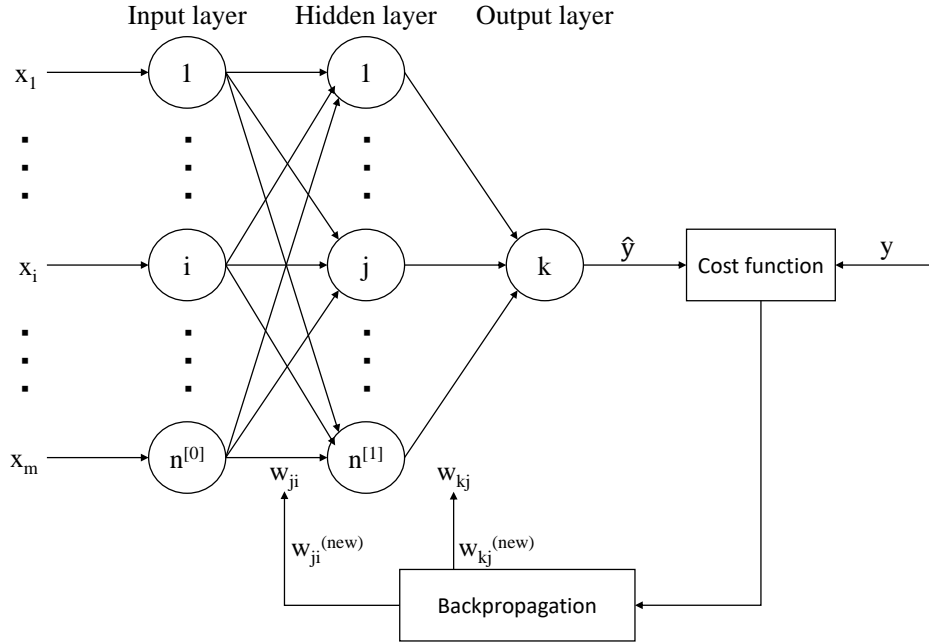 Input layer Hidden layer Output layer
x1 1 1
xi i j k ŷ Cost function y
xm n[0] n[1]
wji wkj
wji(new) wkj(new)
Backpropagation